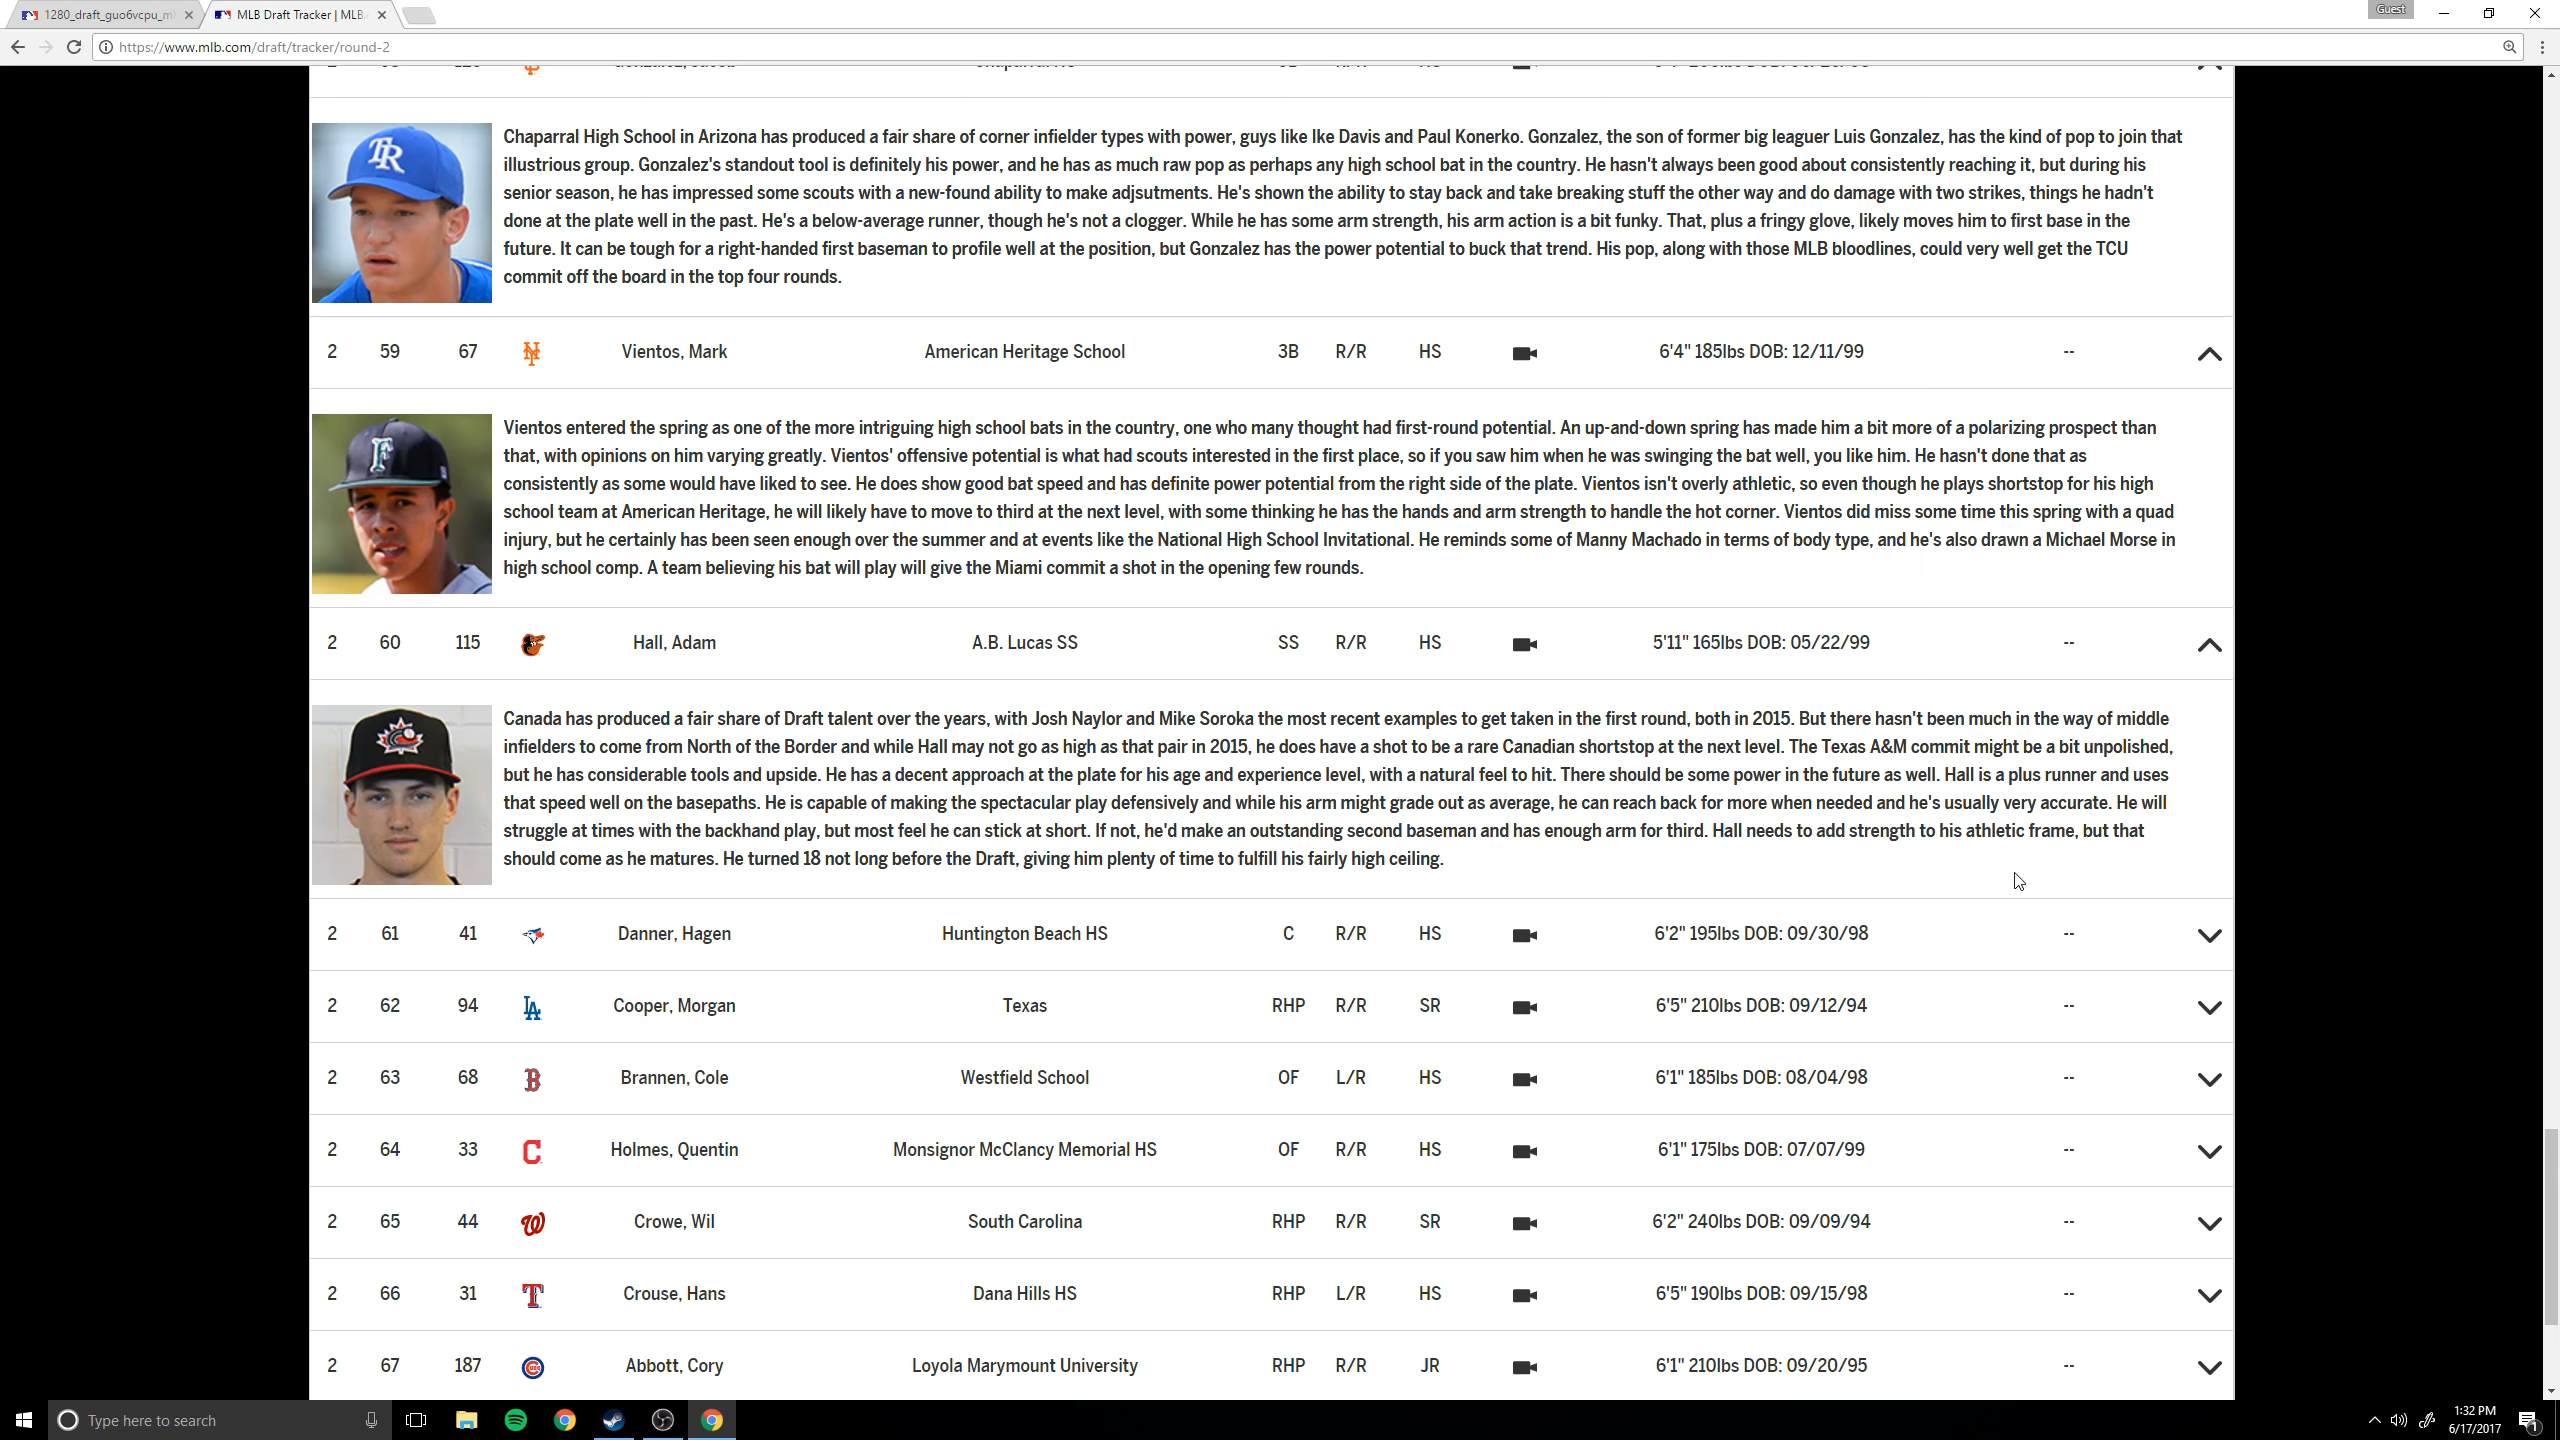 1280_draft_guo6vcpu_m
MLB Draft Tracker | MLB.
Guest
https://www.mlb.com/draft/tracker/round-2
Chaparral High School in Arizona has produced a fair share of corner infielder types with power, guys like Ike Davis and Paul Konerko. Gonzalez, the son of former big leaguer Luis Gonzalez, has the kind of pop to join that
illustrious group. Gonzalez's standout tool is definitely his power, and he has as much raw pop as perhaps any high school bat in the country. He hasn't always been good about consistently reaching it, but during his
senior season, he has impressed some scouts with a new-found ability to make adjsutments. He's shown the ability to stay back and take breaking stuff the other way and do damage with two strikes, things he hadn't
done at the plate well in the past. He's a below-average runner, though he's not a clogger. While he has some arm strength, his arm action is a bit funky. That, plus a fringy glove, likely moves him to first base in the
future. It can be tough for a right-handed first baseman to profile well at the position, but Gonzalez has the power potential to buck that trend. His pop, along with those MLB bloodlines, could very well get the TCU
commit off the board in the top four rounds.
2 59 67 Vientos, Mark American Heritage School 3B R/R HS 6'4" 185lbs DOB: 12/11/99 --
Vientos entered the spring as one of the more intriguing high school bats in the country, one who many thought had first-round potential. An up-and-down spring has made him a bit more of a polarizing prospect than
that, with opinions on him varying greatly. Vientos' offensive potential is what had scouts interested in the first place, so if you saw him when he was swinging the bat well, you like him. He hasn't done that as
consistently as some would have liked to see. He does show good bat speed and has definite power potential from the right side of the plate. Vientos isn't overly athletic, so even though he plays shortstop for his high
school team at American Heritage, he will likely have to move to third at the next level, with some thinking he has the hands and arm strength to handle the hot corner. Vientos did miss some time this spring with a quad
injury, but he certainly has been seen enough over the summer and at events like the National High School Invitational. He reminds some of Manny Machado in terms of body type, and he's also drawn a Michael Morse in
high school comp. A team believing his bat will play will give the Miami commit a shot in the opening few rounds.
2 60 115 Hall, Adam A.B. Lucas SS SS R/R HS 5'11" 165lbs DOB: 05/22/99 --
Canada has produced a fair share of Draft talent over the years, with Josh Naylor and Mike Soroka the most recent examples to get taken in the first round, both in 2015. But there hasn't been much in the way of middle
infielders to come from North of the Border and while Hall may not go as high as that pair in 2015, he does have a shot to be a rare Canadian shortstop at the next level. The Texas A&M commit might be a bit unpolished,
but he has considerable tools and upside. He has a decent approach at the plate for his age and experience level, with a natural feel to hit. There should be some power in the future as well. Hall is a plus runner and uses
that speed well on the basepaths. He is capable of making the spectacular play defensively and while his arm might grade out as average, he can reach back for more when needed and he's usually very accurate. He will
struggle at times with the backhand play, but most feel he can stick at short. If not, he'd make an outstanding second baseman and has enough arm for third. Hall needs to add strength to his athletic frame, but that
should come as he matures. He turned 18 not long before the Draft, giving him plenty of time to fulfill his fairly high ceiling.
2 61 41 Danner, Hagen Huntington Beach HS C R/R HS 6'2" 195lbs DOB: 09/30/98 --
2 62 94 Cooper, Morgan Texas RHP R/R SR 6'5" 210lbs DOB: 09/12/94 --
2 63 68 Brannen, Cole Westfield School OF L/R HS 6'1" 185lbs DOB: 08/04/98 --
2 64 33 Holmes, Quentin Monsignor McClancy Memorial HS OF R/R HS 6'1" 175lbs DOB: 07/07/99 --
2 65 44 Crowe, Wil South Carolina RHP R/R SR 6'2" 240lbs DOB: 09/09/94 --
2 66 31 Crouse, Hans Dana Hills HS RHP L/R HS 6'5" 190lbs DOB: 09/15/98 --
2 67 187 Abbott, Cory Loyola Marymount University RHP R/R JR 6'1" 210lbs DOB: 09/20/95 --
Type here to search
1:32 PM
6/17/2017
1